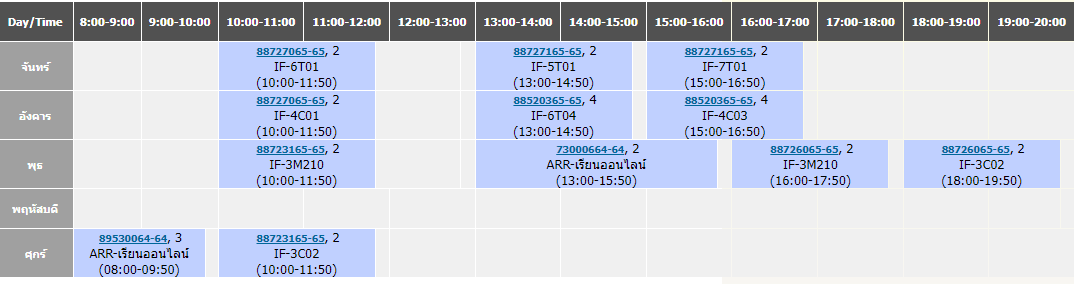 Day/Time 8:00-9:00 9:00-10:00 10:00-11:00 11:00-12:00 12:00-13:00 13:00-14:00 14:00-15:00 15:00-16:00 16:00-17:00 17:00-18:00 18:00-19:00 19:00-20:00
จันทร์
88727065-65, 2
IF-6T01
(10:00-11:50)
88727165-65, 2
IF-5T01
(13:00-14:50)
88727165-65, 2
IF-7T01
(15:00-16:50)
อังคาร
88727065-65, 2
IF-4C01
(10:00-11:50)
88520365-65, 4
IF-6T04
(13:00-14:50)
88520365-65, 4
IF-4C03
(15:00-16:50)
พุธ
88723165-65, 2
IF-3M210
(10:00-11:50)
73000664-64, 2
ARR-เรียนออนไลน์
(13:00-15:50)
88726065-65, 2
IF-3M210
(16:00-17:50)
88726065-65, 2
IF-3C02
(18:00-19:50)
พฤหัสบดี
ศุกร์
89530064-64, 3
ARR-เรียนออนไลน์
(08:00-09:50)
88723165-65, 2
IF-3C02
(10:00-11:50)